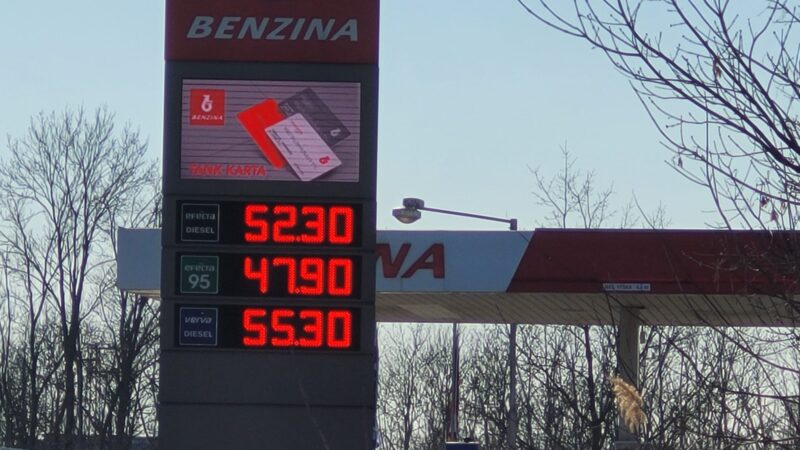 BENZINA
BENZINA
TANK KARTA
efecta
DIESEL
52.30
efecta
95
47.90
verva
DIESEL
55.30
NA